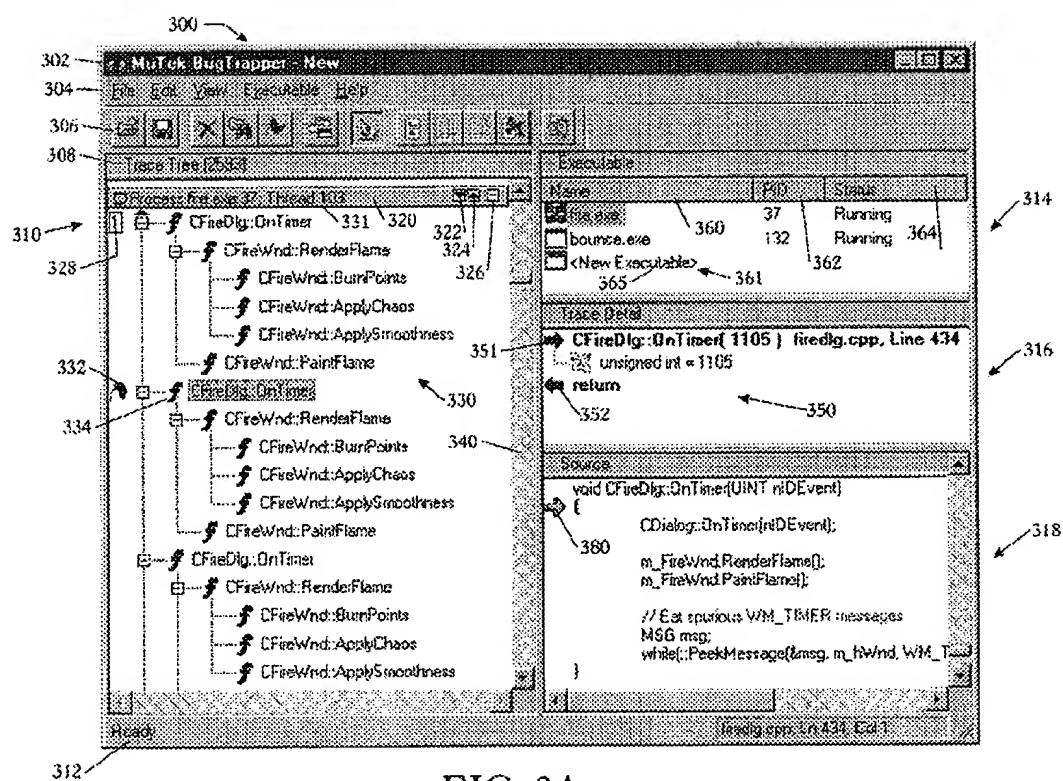 300
302
MuTek BugTrapper - New
304
File Edit View Executable Help
306
308
Trace Tree
Process fire.exe 37, Thread 103
331
320
322
324
326
310
328
CFireDlg::OnTimer
CFireWnd::RenderFlame
CFireWnd::BurnPoints
CFireWnd::ApplyChaos
CFireWnd::ApplySmoothness
CFireWnd::PaintFlame
332
330
CFireDlg::OnTimer
334
CFireWnd::RenderFlame
340
CFireWnd::BurnPoints
CFireWnd::ApplyChaos
CFireWnd::ApplySmoothness
CFireWnd::PaintFlame
CFireDlg::OnTimer
CFireWnd::RenderFlame
CFireWnd::BurnPoints
CFireWnd::ApplyChaos
CFireWnd::ApplySmoothness
Executable
Name PID Status
314
fire.exe 37 Running
360
364
bounce.exe 132 Running
362
<New Executable>
365
361
Trace Detail
351
CFireDlg::OnTimer( 1105 ) firedlg.cpp, Line 434
unsigned int = 1105
316
return
352
350
Source
void CFireDlg::OnTimer(UINT nIDEvent)
{
CDialog::OnTimer(nIDEvent);
380
318
m_FireWnd.RenderFlame();
m_FireWnd.PaintFlame();
// Eat spurious WM_TIMER messages
MSG msg;
while(::PeekMessage(&msg, m_hWnd, WM_T
}
Ready
firedlg.cpp, Ln 434, Col 1
312
FIG. 3A